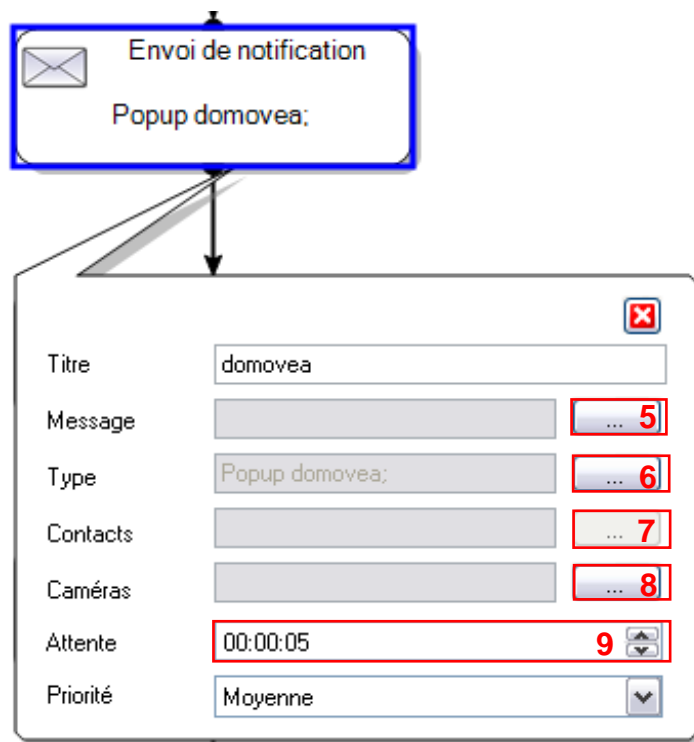 Envoi de notification
Popup domovea;
Titre domovea
Message ... 5
Type Popup domovea; ... 6
Contacts ... 7
Caméras ... 8
Attente 00:00:05 9
Priorité Moyenne